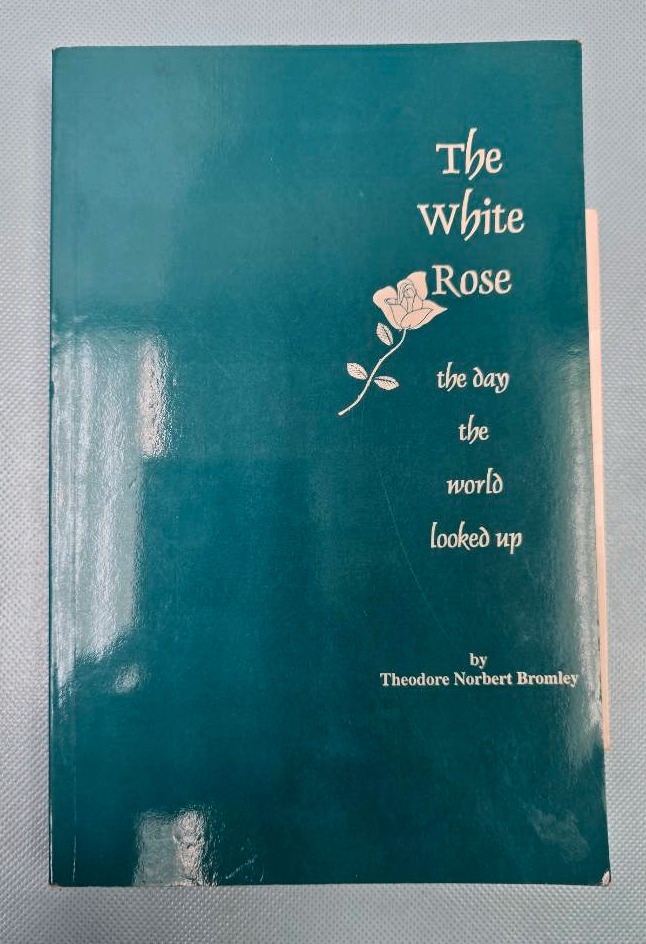 The
White
Rose
the day
the
world
looked up
by
Theodore Norbert Bromley